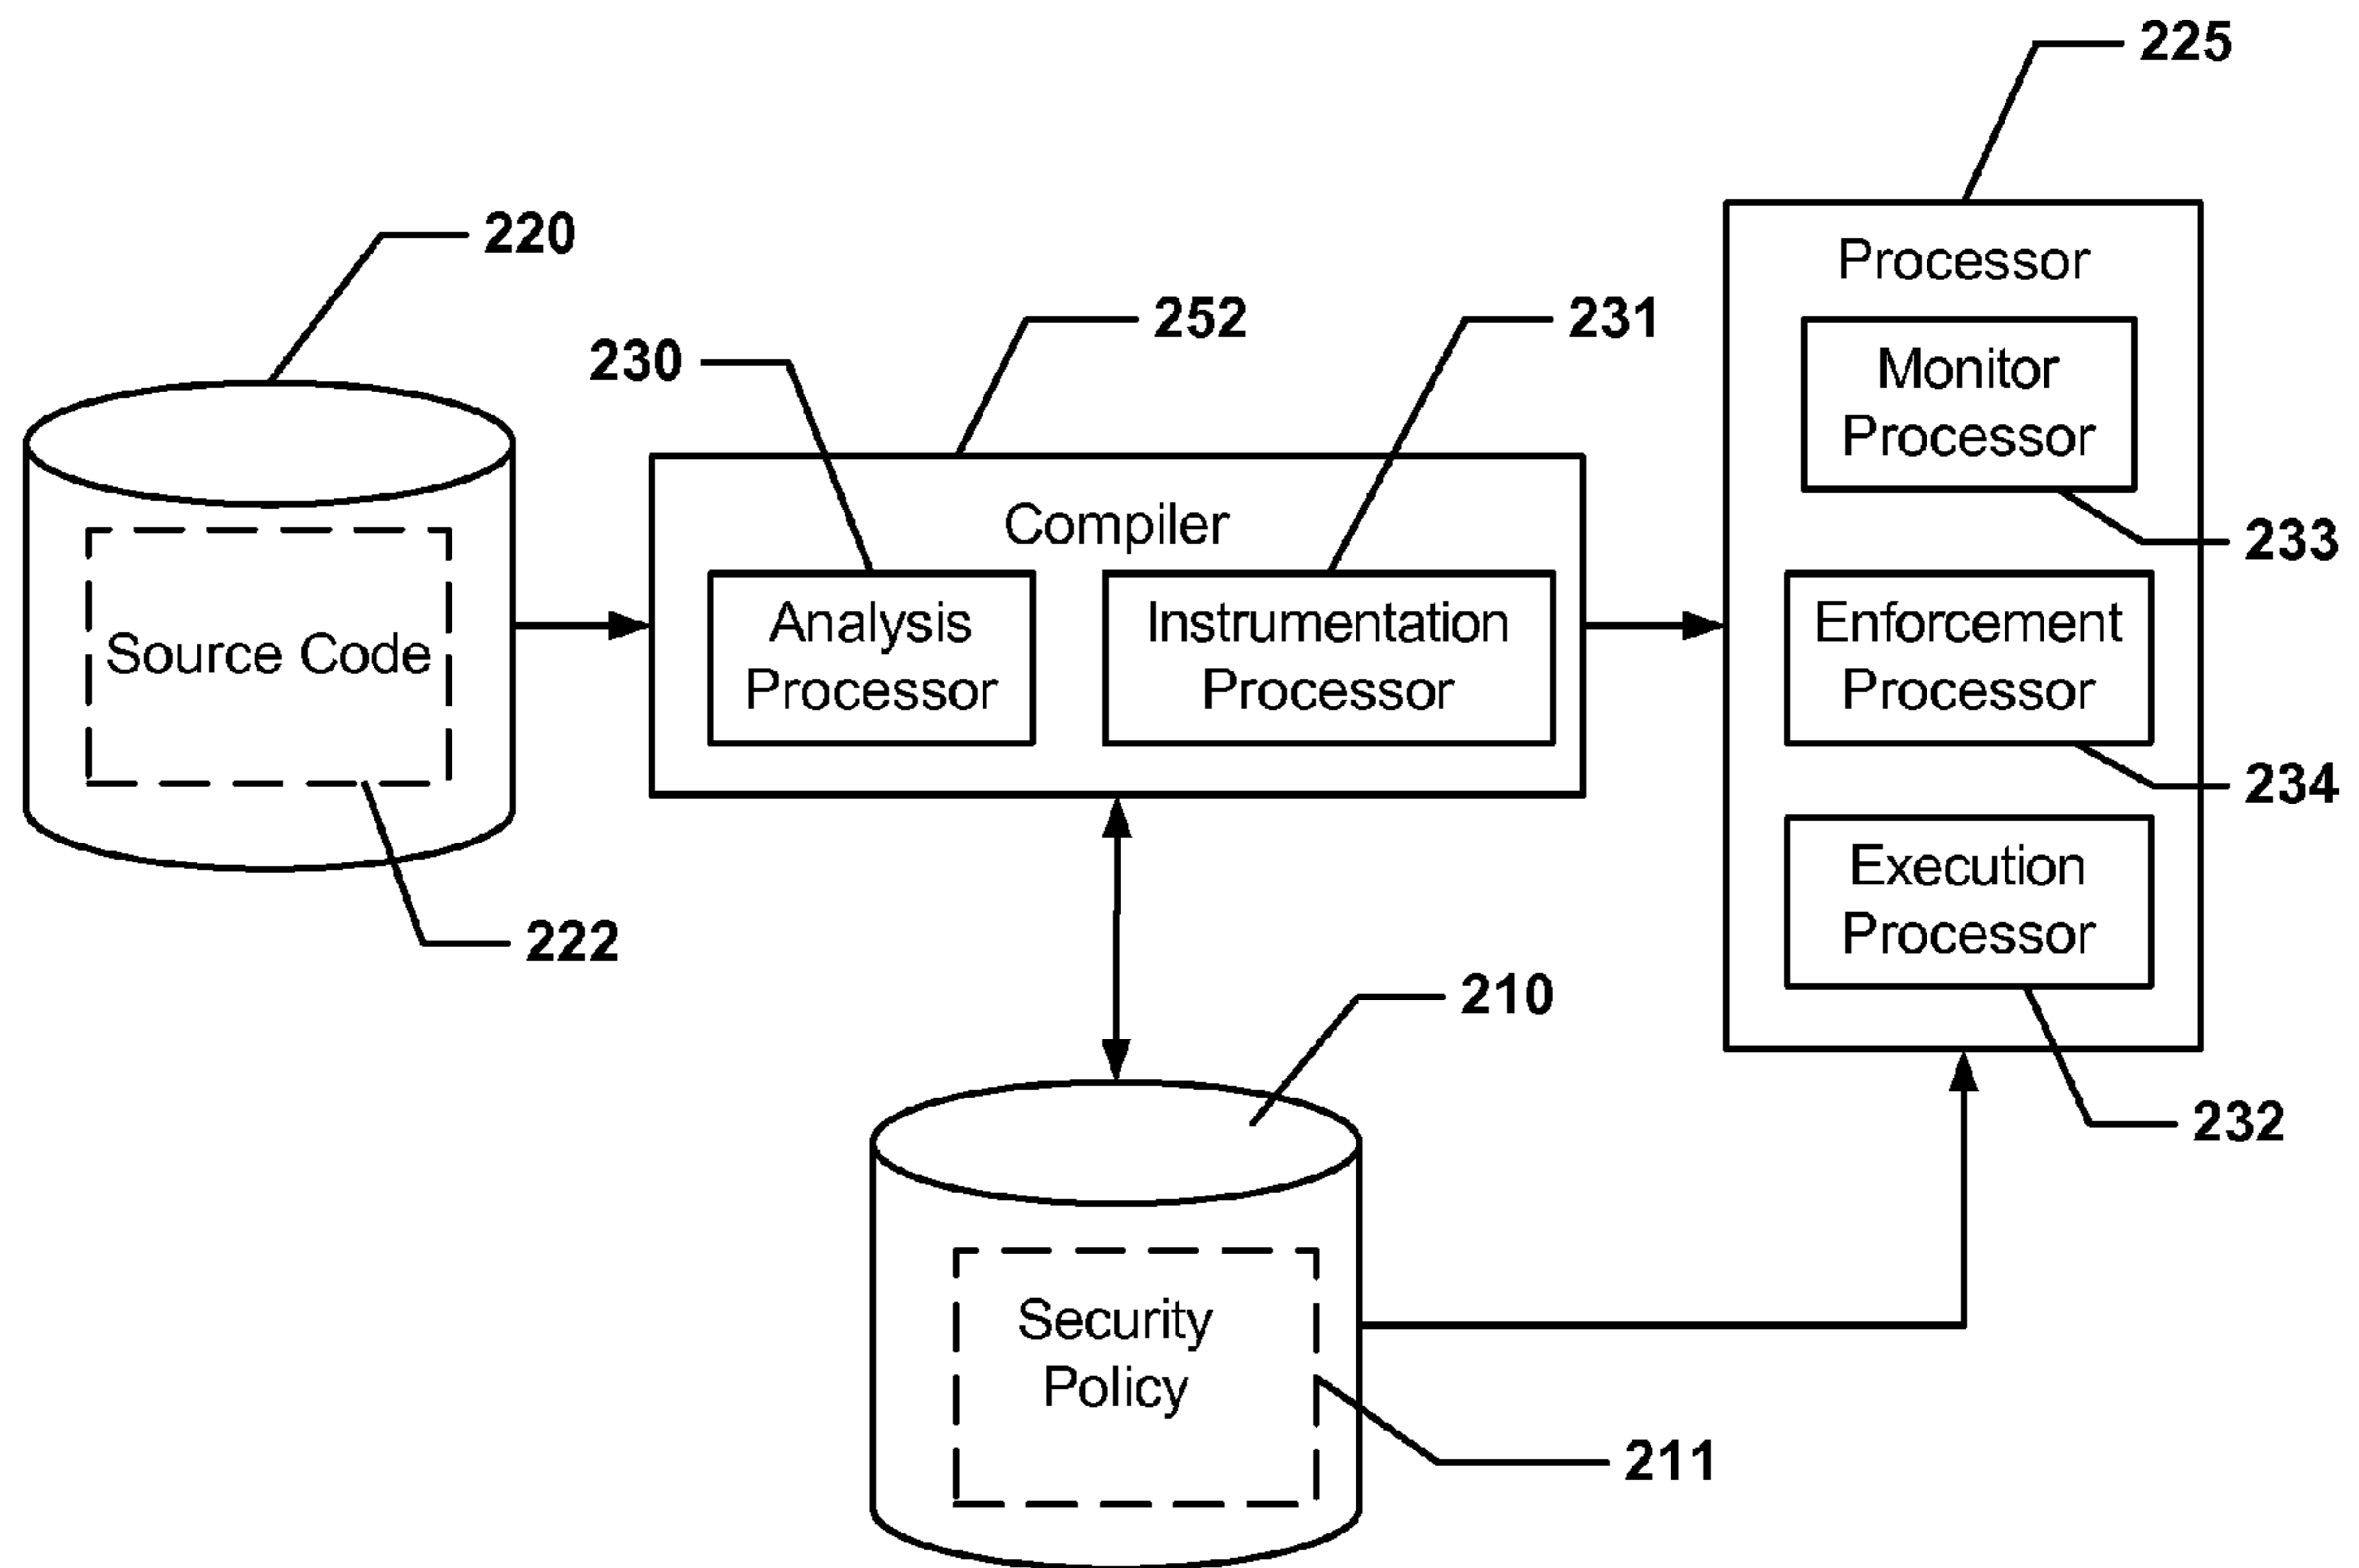 225
220
Processor
252
231
230
Monitor
Processor
Compiler
233
Analysis
Processor
Instrumentation
Processor
Enforcement
Processor
Source Code
234
Execution
Processor
222
210
232
Security
Policy
211